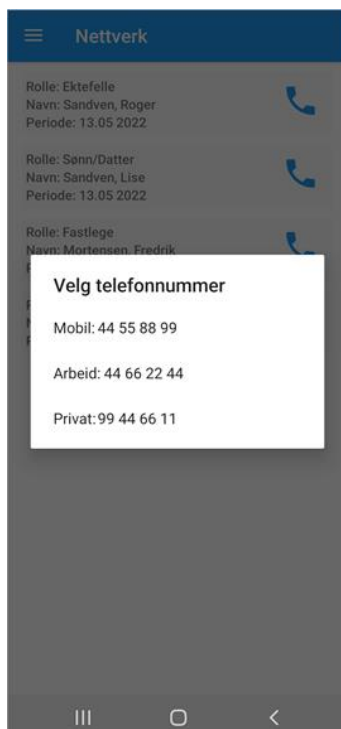 Nettverk
Rolle: Ektefelle
Navn: Sandven, Roger
Periode: 13.05 2022
Rolle: Sønn/Datter
Navn: Sandven, Lise
Periode: 13.05 2022
Rolle: Fastlege
Navn: Mortensen, Fredrik
Velg telefonnummer
Mobil: 44 55 88 99
Arbeid: 44 66 22 44
Privat: 99 44 66 11